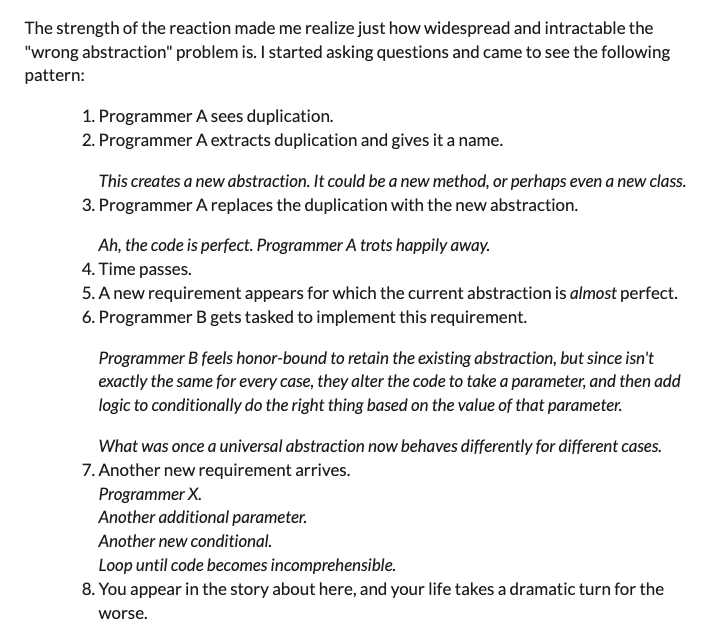 The strength of the reaction made me realize just how widespread and intractable the
"wrong abstraction" problem is. I started asking questions and came to see the following
pattern:
1. Programmer A sees duplication.
2. Programmer A extracts duplication and gives it a name.
This creates a new abstraction. It could be a new method, or perhaps even a new class.
3. Programmer A replaces the duplication with the new abstraction.
Ah, the code is perfect. Programmer A trots happily away.
4. Time passes.
5. A new requirement appears for which the current abstraction is almost perfect.
6. Programmer B gets tasked to implement this requirement.
Programmer B feels honor-bound to retain the existing abstraction, but since isn't
exactly the same for every case, they alter the code to take a parameter, and then add
logic to conditionally do the right thing based on the value of that parameter.
What was once a universal abstraction now behaves differently for different cases.
7. Another new requirement arrives.
Programmer X.
Another additional parameter.
Another new conditional.
Loop until code becomes incomprehensible.
8. You appear in the story about here, and your life takes a dramatic turn for the
worse.